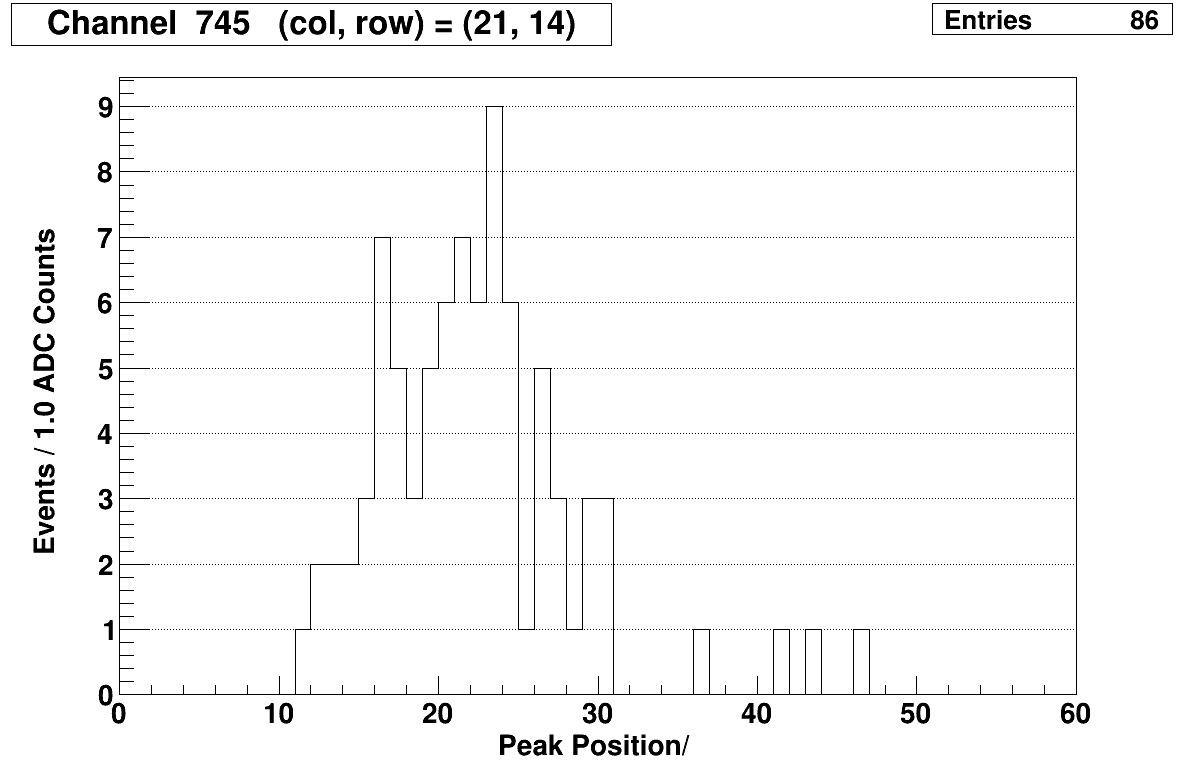 Channel 745 (col, row) = (21, 14)
Entries 86
9
8
7
6
5
4
3
2
1
0
Events / 1.0 ADC Counts
0 10 20 30 40 50 60
Peak Position/